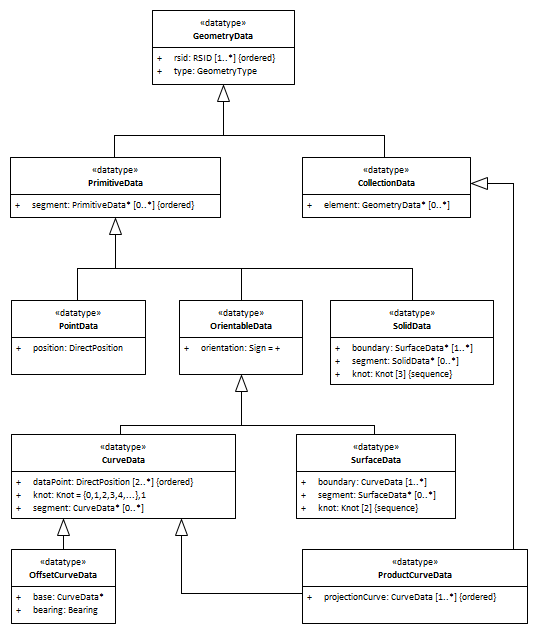 «datatype»
GeometryData
+ rsid: RSID [1..*] {ordered}
+ type: GeometryType
«datatype»
PrimitiveData
+ segment: PrimitiveData* [0..*] {ordered}
«datatype»
CollectionData
+ element: GeometryData* [0..*]
«datatype»
PointData
+ position: DirectPosition
«datatype»
OrientableData
+ orientation: Sign = +
«datatype»
SolidData
+ boundary: SurfaceData* [1..*]
+ segment: SolidData* [0..*]
+ knot: Knot [3] {sequence}
«datatype»
CurveData
+ dataPoint: DirectPosition [2..*] {ordered}
+ knot: Knot = {0,1,2,3,4,...},1
+ segment: CurveData* [0..*]
«datatype»
SurfaceData
+ boundary: CurveData [1..*]
+ segment: SurfaceData* [0..*]
+ knot: Knot [2] {sequence}
«datatype»
OffsetCurveData
+ base: CurveData*
+ bearing: Bearing
«datatype»
ProductCurveData
+ projectionCurve: CurveData [1..*] {ordered}